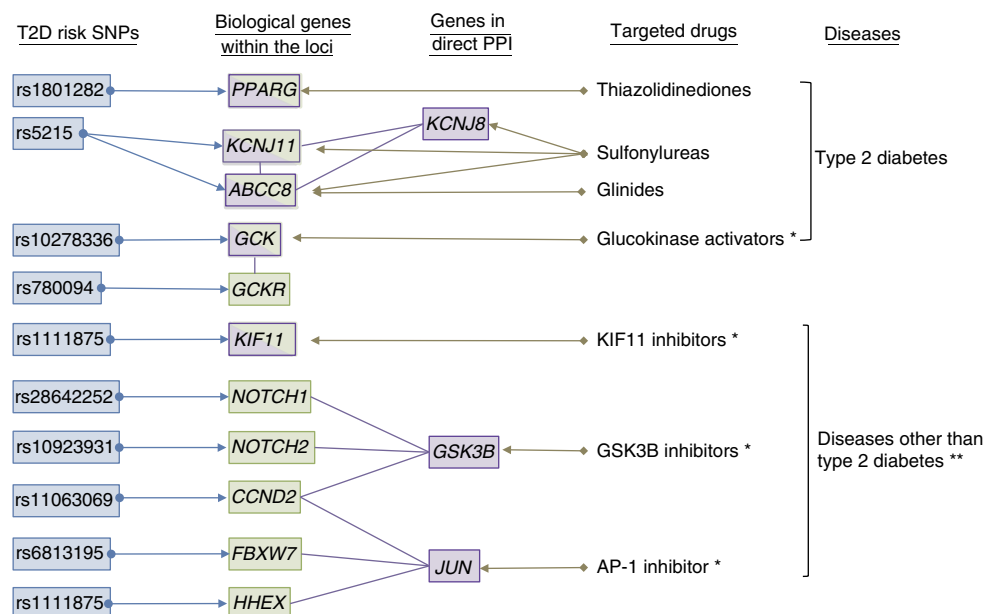 T2D risk SNPs
Biological genes
within the loci
Genes in
direct PPI
Targeted drugs
Diseases
rs1801282
PPARG
Thiazolidinediones
rs5215
KCNJ11
KCNJ8
Sulfonylureas
Type 2 diabetes
ABCC8
Glinides
rs10278336
GCK
Glucokinase activators *
rs780094
GCKR
rs1111875
KIF11
KIF11 inhibitors *
rs28642252
NOTCH1
rs10923931
NOTCH2
GSK3B
GSK3B inhibitors *
Diseases other than
type 2 diabetes **
rs11063069
CCND2
rs6813195
FBXW7
JUN
AP-1 inhibitor *
rs1111875
HHEX